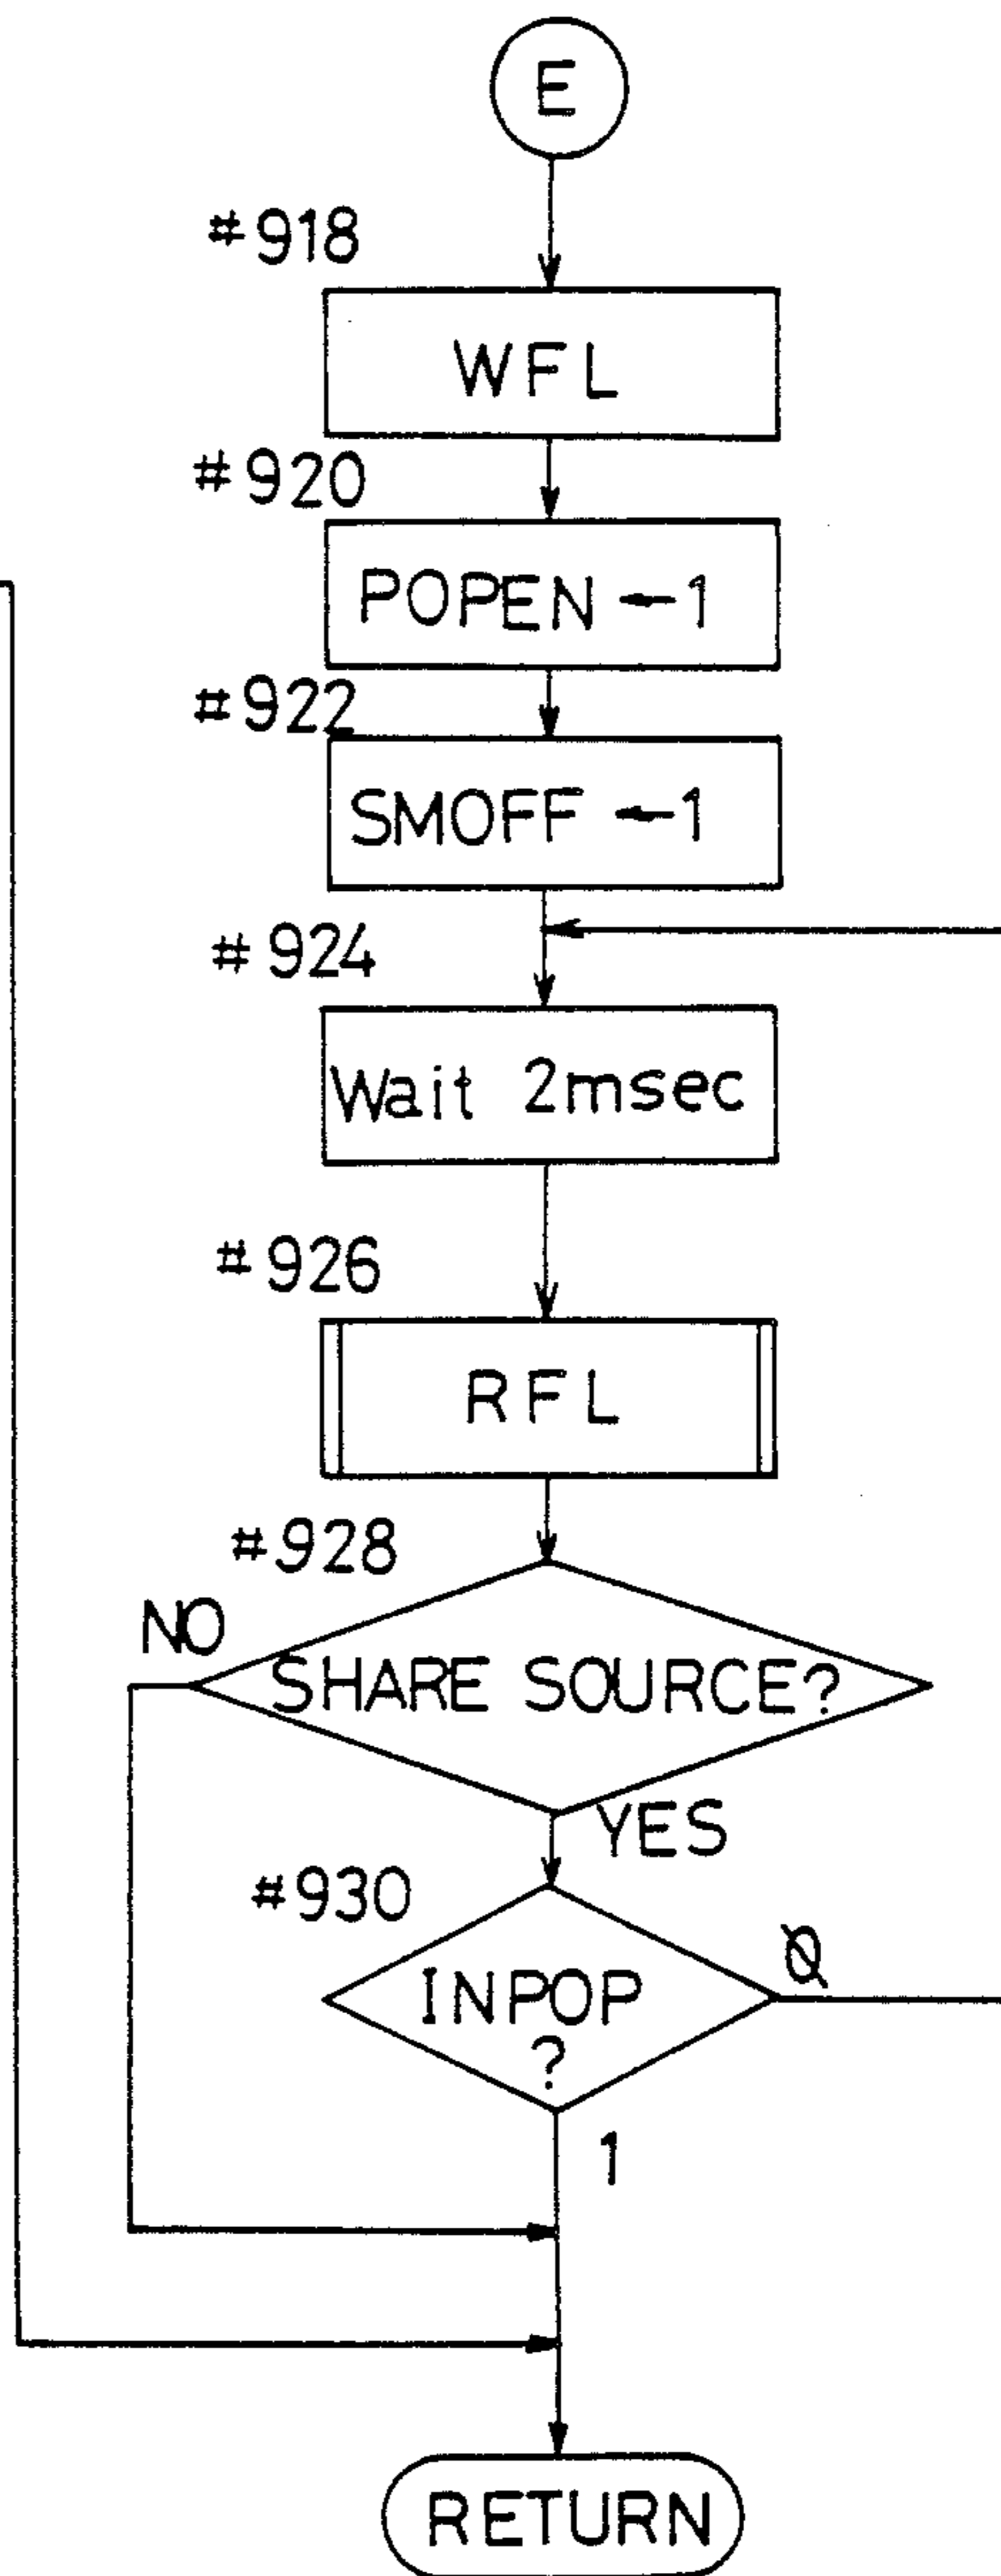 E
#918
WFL
#920
POPEN ←1
#922
SMOFF ←1
#924
Wait 2msec
#926
RFL
#928
NO
SHARE SOURCE?
YES
#930
INPOP
?
Ø
1
RETURN